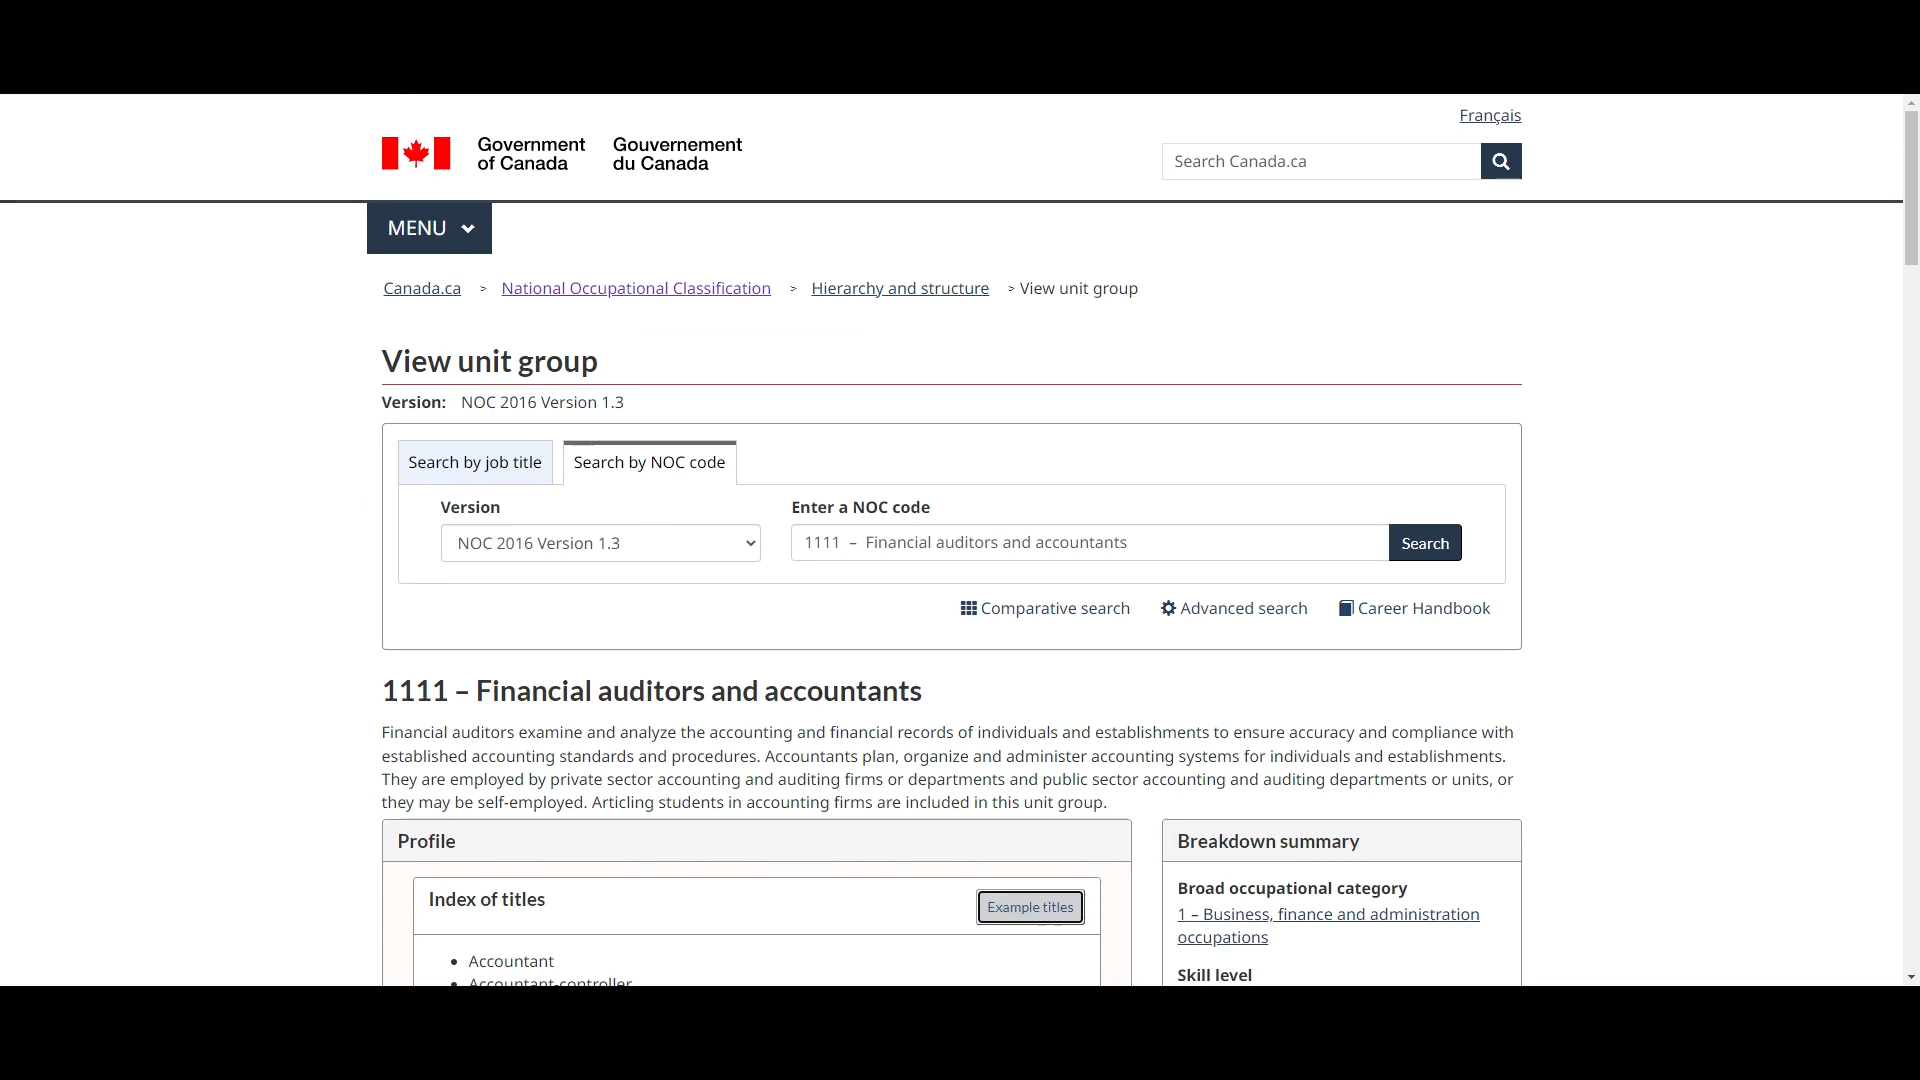 Français
Government of Canada
Gouvernement du Canada
Search Canada.ca
MENU
Canada.ca > National Occupational Classification > Hierarchy and structure > View unit group
View unit group
Version: NOC 2016 Version 1.3
Search by job title
Search by NOC code
Version
Enter a NOC code
NOC 2016 Version 1.3
1111 – Financial auditors and accountants
Search
Comparative search
Advanced search
Career Handbook
1111 – Financial auditors and accountants
Financial auditors examine and analyze the accounting and financial records of individuals and establishments to ensure accuracy and compliance with
established accounting standards and procedures. Accountants plan, organize and administer accounting systems for individuals and establishments.
They are employed by private sector accounting and auditing firms or departments and public sector accounting and auditing departments or units, or
they may be self-employed. Articling students in accounting firms are included in this unit group.
Profile
Index of titles
Example titles
• Accountant
• Accountant-controller
Breakdown summary
Broad occupational category
1 – Business, finance and administration
occupations
Skill level